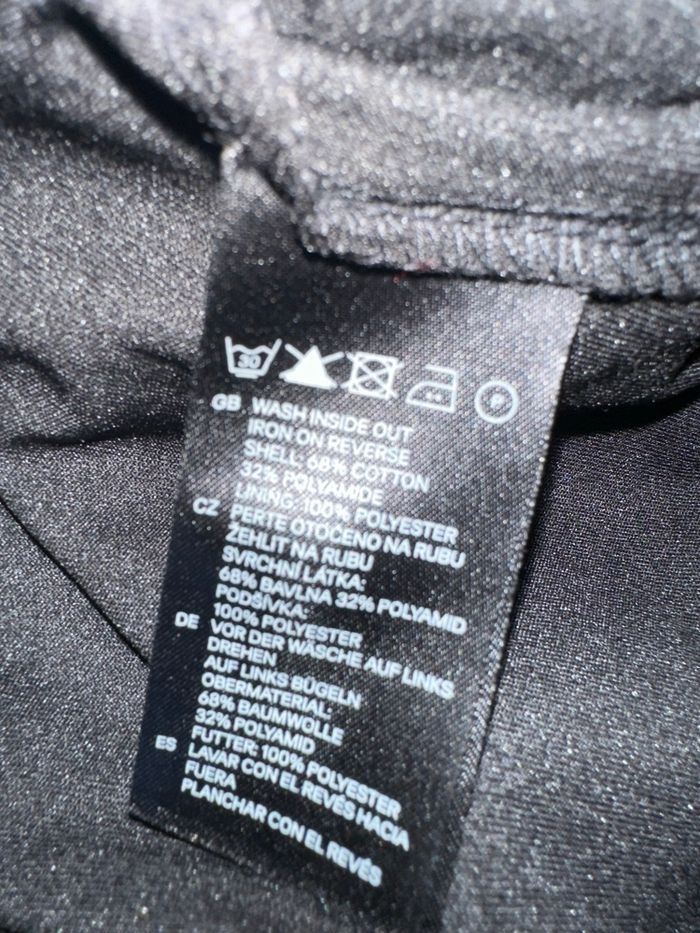 30
P
GB WASH INSIDE OUT
IRON ON REVERSE
SHELL: 68% COTTON
32% POLYAMIDE
LINING: 100% POLYESTER
CZ PERTE OTOČENO NA RUBU
ŽEHLIT NA RUBU
SVRCHNÍ LÁTKA:
68% BAVLNA 32% POLYAMID
PODŠÍVKA:
100% POLYESTER
DE VOR DER WÄSCHE AUF LINKS
DREHEN
AUF LINKS BÜGELN
OBERMATERIAL:
68% BAUMWOLLE
32% POLYAMID
FUTTER: 100% POLYESTER
ES LAVAR CON EL REVÉS HACIA
FUERA
PLANCHAR CON EL REVÉS